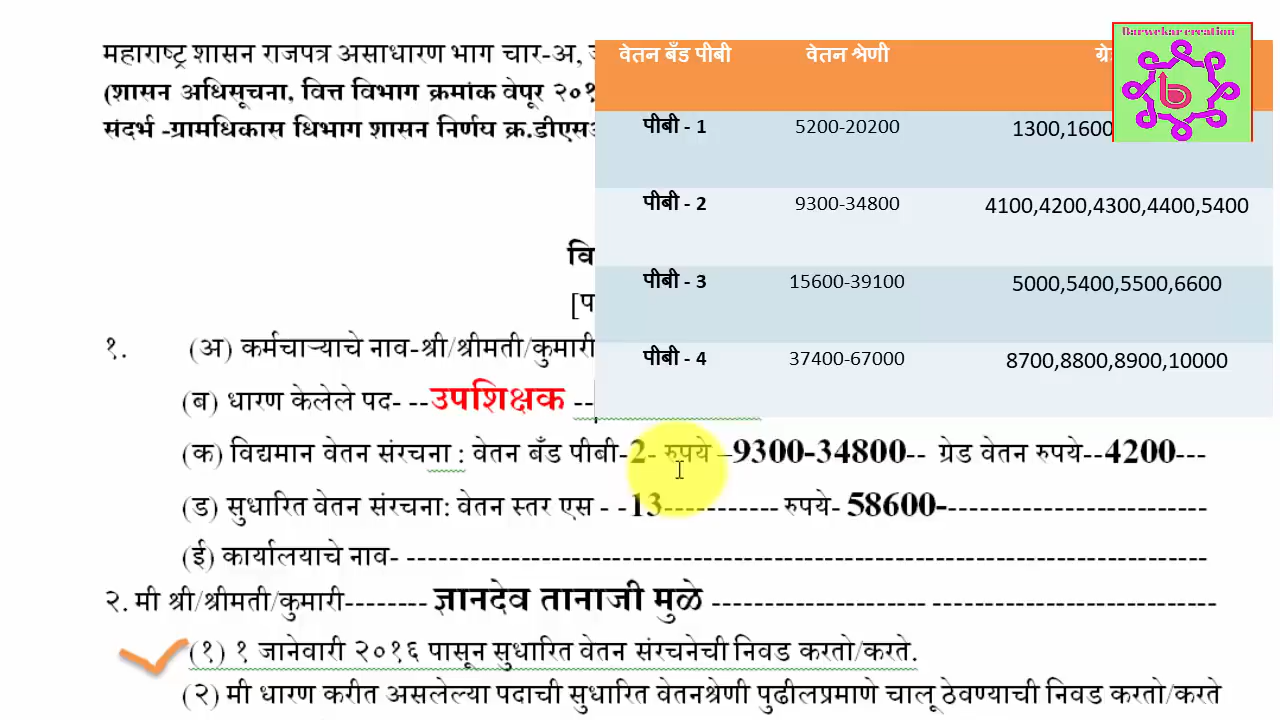 महाराष्ट्र शासन राजपत्र असाधारण भाग चार-अ,
(शासन अधिसूचना, वित्त विभाग क्रमांक वेपूर २०१
संदर्भ -ग्रामधिकास धिभाग शासन निर्णय क्र.डीएस
Barwekar creation
वेतन बँड पीबी वेतन श्रेणी ग्रे
पीबी - 1 5200-20200 1300,1600
पीबी - 2 9300-34800 4100,4200,4300,4400,5400
पीबी - 3 15600-39100 5000,5400,5500,6600
पीबी - 4 37400-67000 8700,8800,8900,10000
वि
[प
१. (अ) कर्मचाऱ्याचे नाव-श्री/श्रीमती/कुमारी
(ब) धारण केलेले पद- --उपशिक्षक --
(क) विद्यमान वेतन संरचना : वेतन बँड पीबी-2- रुपये –9300-34800-- ग्रेड वेतन रुपये--4200---
(ड) सुधारित वेतन संरचना: वेतन स्तर एस - -13----------- रुपये- 58600-------------------------
(ई) कार्यालयाचे नाव- -------------------------------------------------------------
२. मी श्री/श्रीमती/कुमारी-------- ज्ञानदेव तानाजी मुळे ---------------- ----------------------
(१) १ जानेवारी २०१६ पासून सुधारित वेतन संरचनेची निवड करतो/करते.
(२) मी धारण करीत असलेल्या पदाची सुधारित वेतनश्रेणी पुढीलप्रमाणे चालू ठेवण्याची निवड करतो/करते